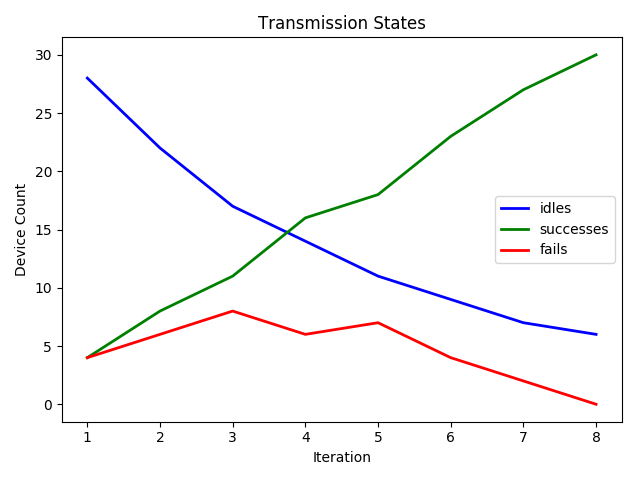 Transmission States
Device Count
30
25
20
15
10
5
0
idles
successes
fails
1 2 3 4 5 6 7 8
Iteration